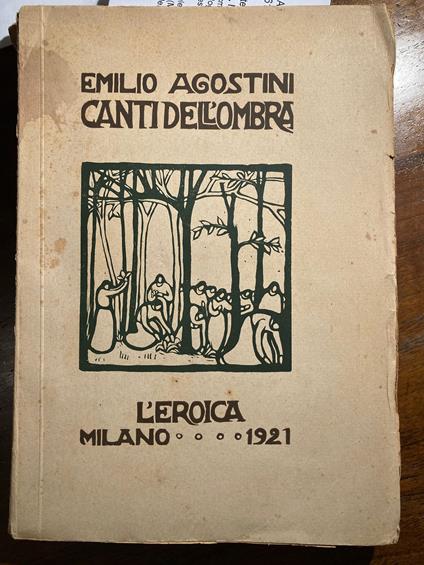 EMILIO AGOSTINI
CANTI DELL'OMBRA
L'EROICA
MILANO 1921